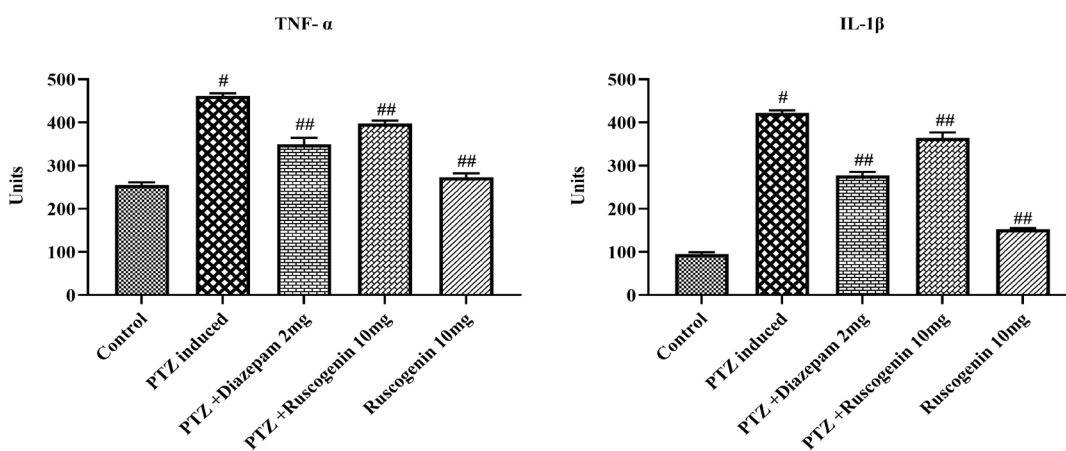 TNF- α
Units
500
400
300
200
100
0
#
##
##
##
Control
PTZ induced
PTZ +Diazepam 2mg
PTZ +Ruscogenin 10mg
Ruscogenin 10mg
IL-1β
Units
500
400
300
200
100
0
#
##
##
##
Control
PTZ induced
PTZ +Diazepam 2mg
PTZ +Ruscogenin 10mg
Ruscogenin 10mg